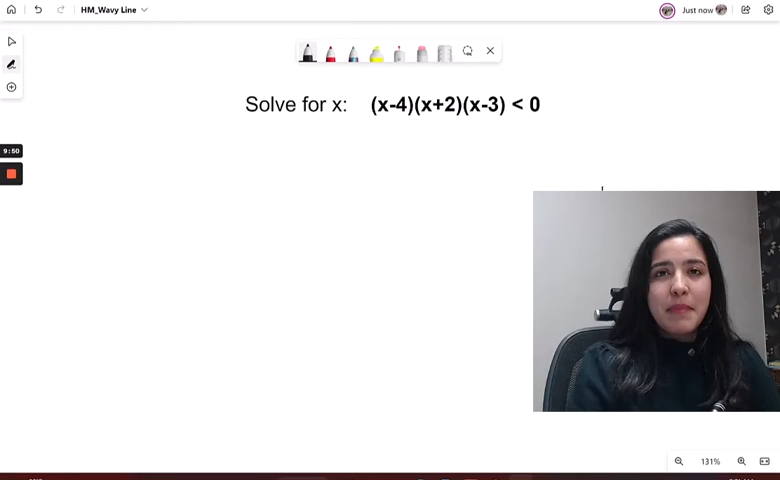 HM_Wavy Line
Just now
Solve for x: (x-4)(x+2)(x-3) < 0
9:50
131%